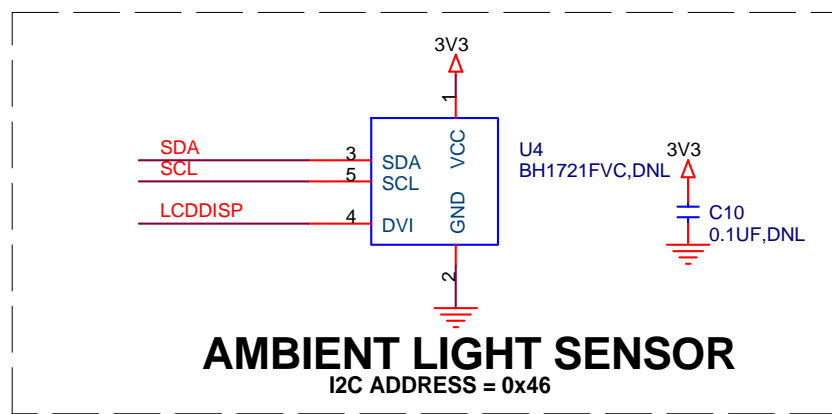 3V3
1
SDA
SCL
LCDDISP
3
5
4
SDA
SCL
DVI
VCC
GND
2
U4
BH1721FVC,DNL
3V3
C10
0.1UF,DNL
AMBIENT LIGHT SENSOR
I2C ADDRESS = 0x46